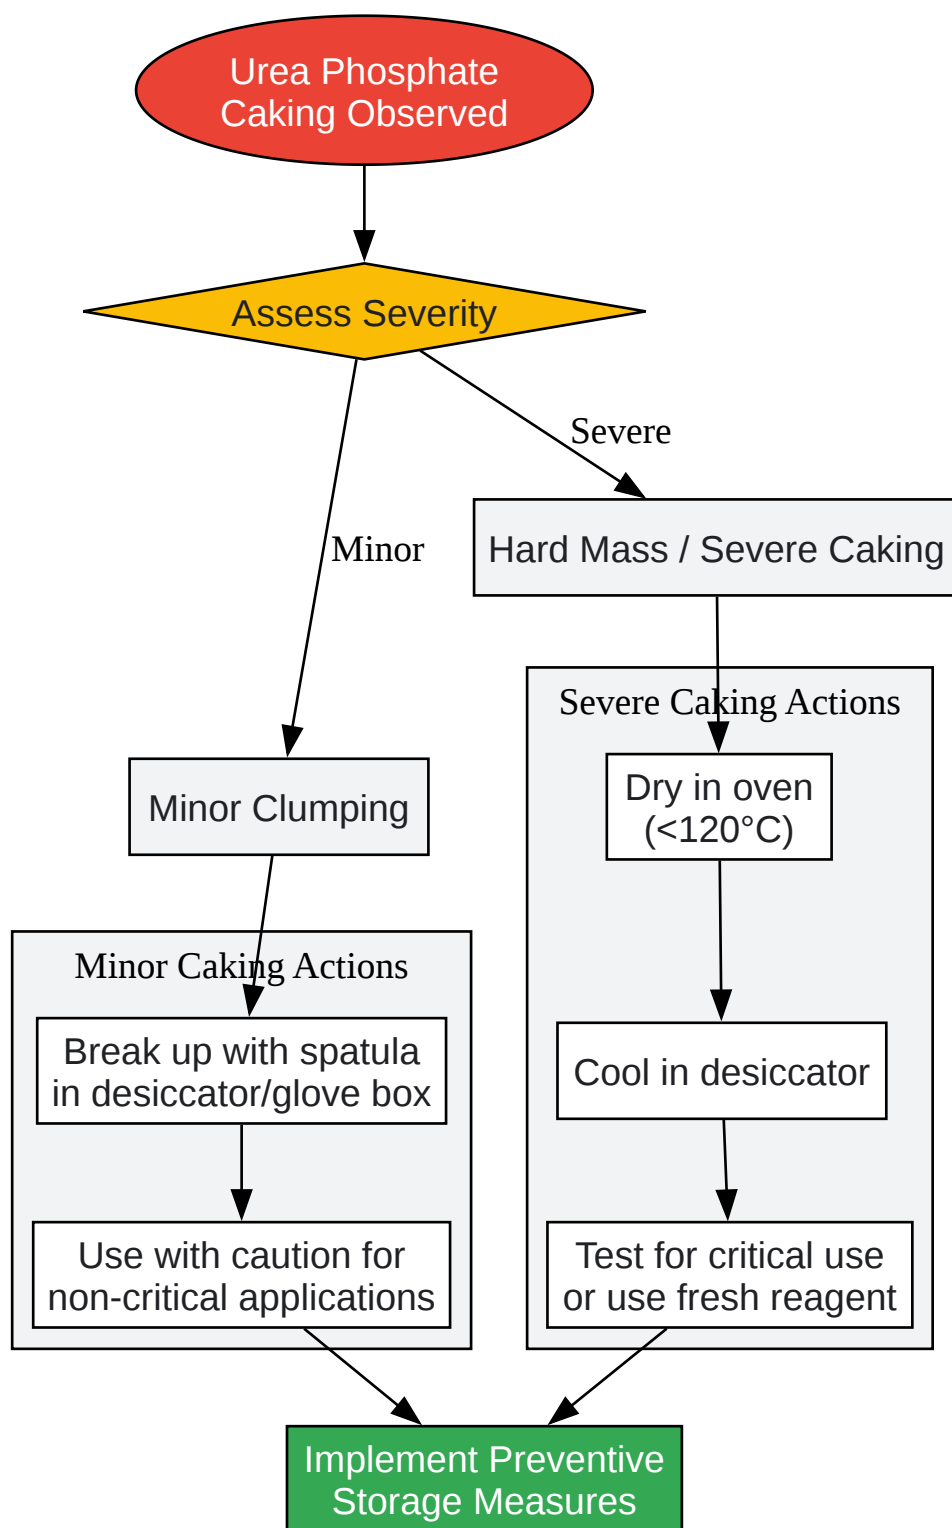 Urea Phosphate
Caking Observed
Assess Severity
Severe
Minor
Hard Mass / Severe Caking
Severe Caking Actions
Dry in oven
(<120°C)
Minor Clumping
Minor Caking Actions
Break up with spatula
in desiccator/glove box
Cool in desiccator
Use with caution for
non-critical applications
Test for critical use
or use fresh reagent
Implement Preventive
Storage Measures